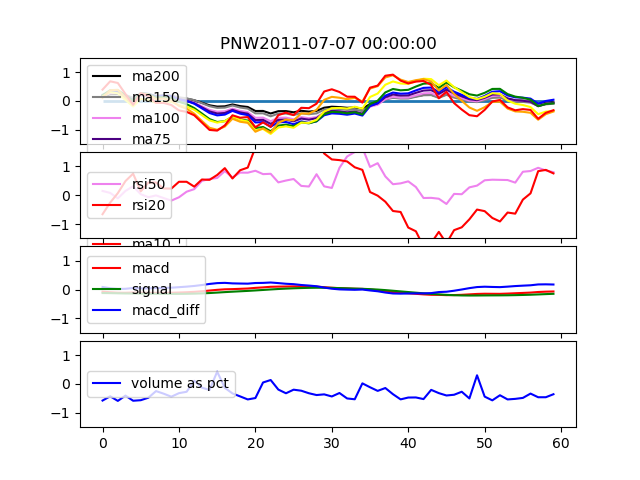 PNW2011-07-07 00:00:00
1
0
−1
ma200
ma150
ma100
ma75
1
0
−1
rsi50
rsi20
ma10
1
0
−1
macd
signal
macd_diff
1
0
−1
volume as pct
0 10 20 30 40 50 60